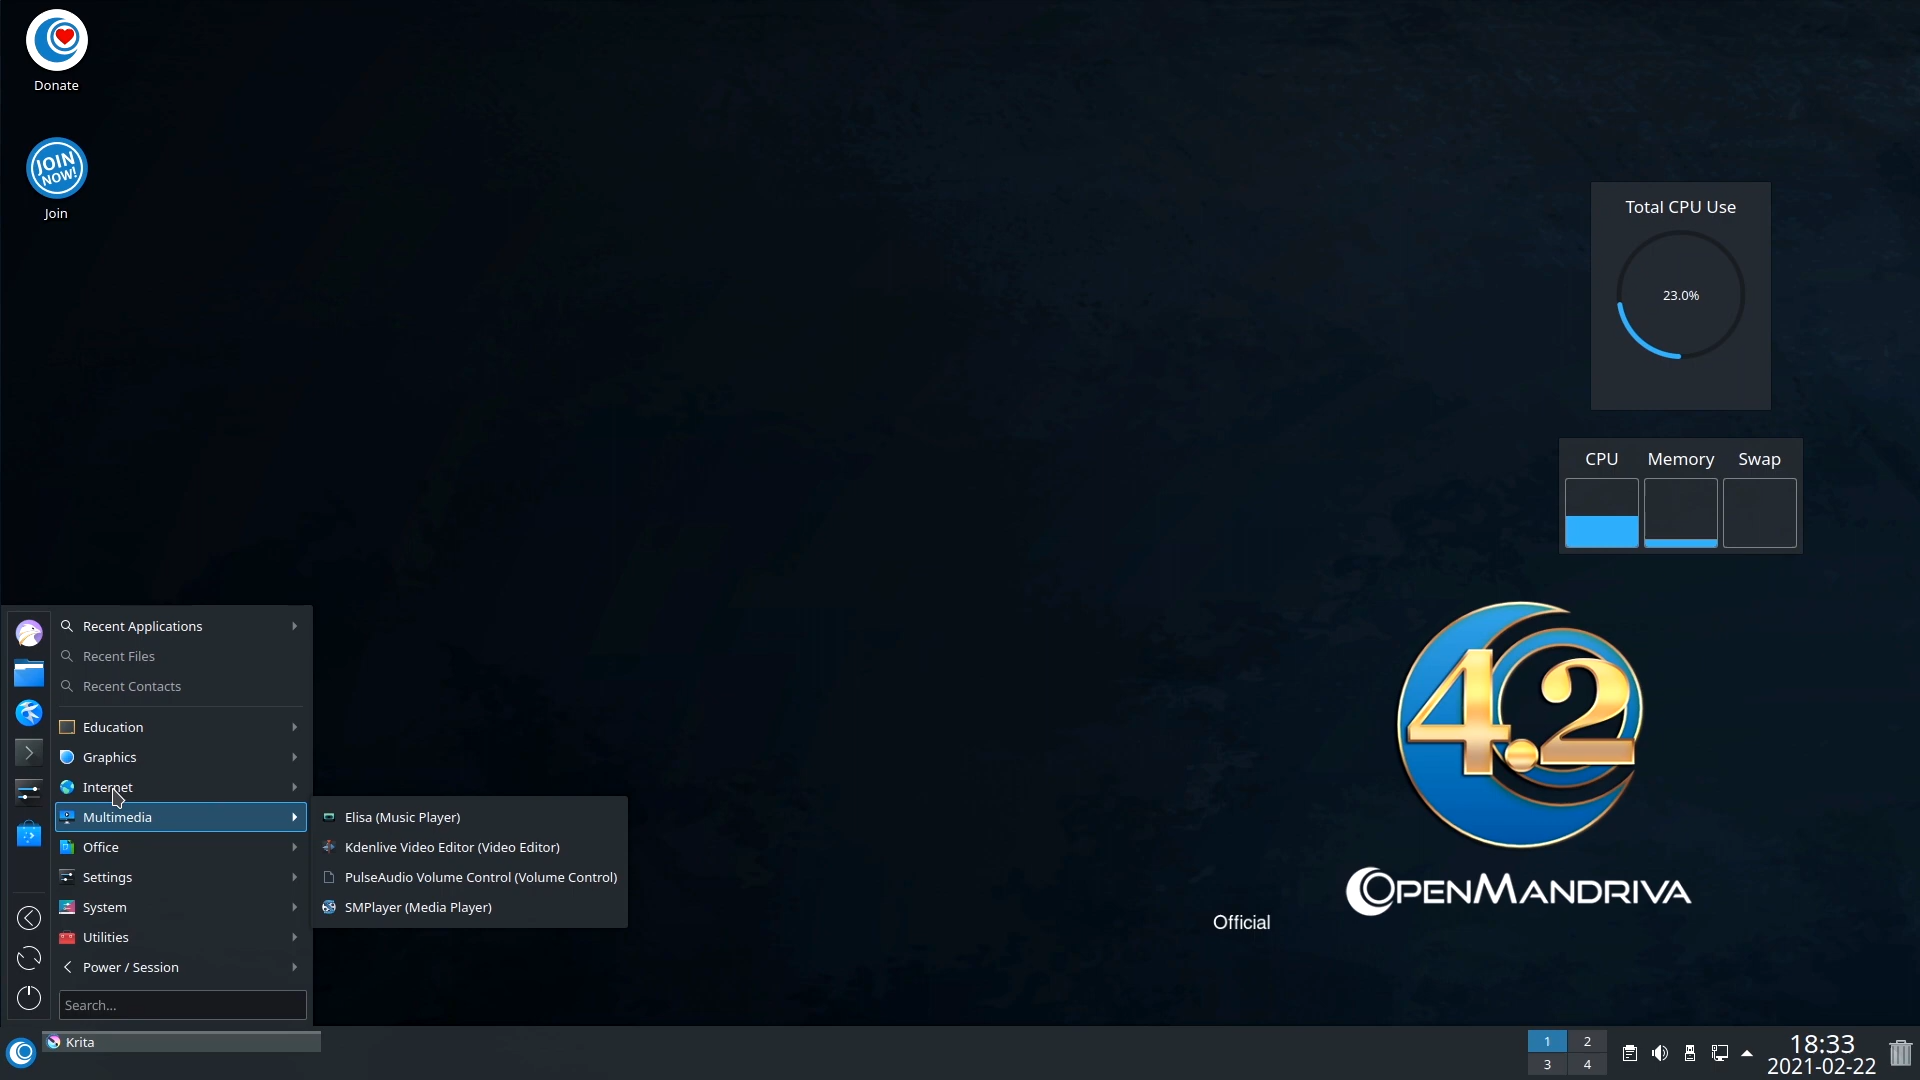 Donate
JOIN
NOW!
Join
Total CPU Use
23.0%
CPU Memory Swap
4.2
OPENMANDRIVA
Official
Recent Applications
Recent Files
Recent Contacts
Education
Graphics
Internet
Multimedia
Office
Settings
System
Utilities
Power / Session
Search...
Elisa (Music Player)
Kdenlive Video Editor (Video Editor)
PulseAudio Volume Control (Volume Control)
SMPlayer (Media Player)
Krita
1 2
3 4
18:33
2021-02-22